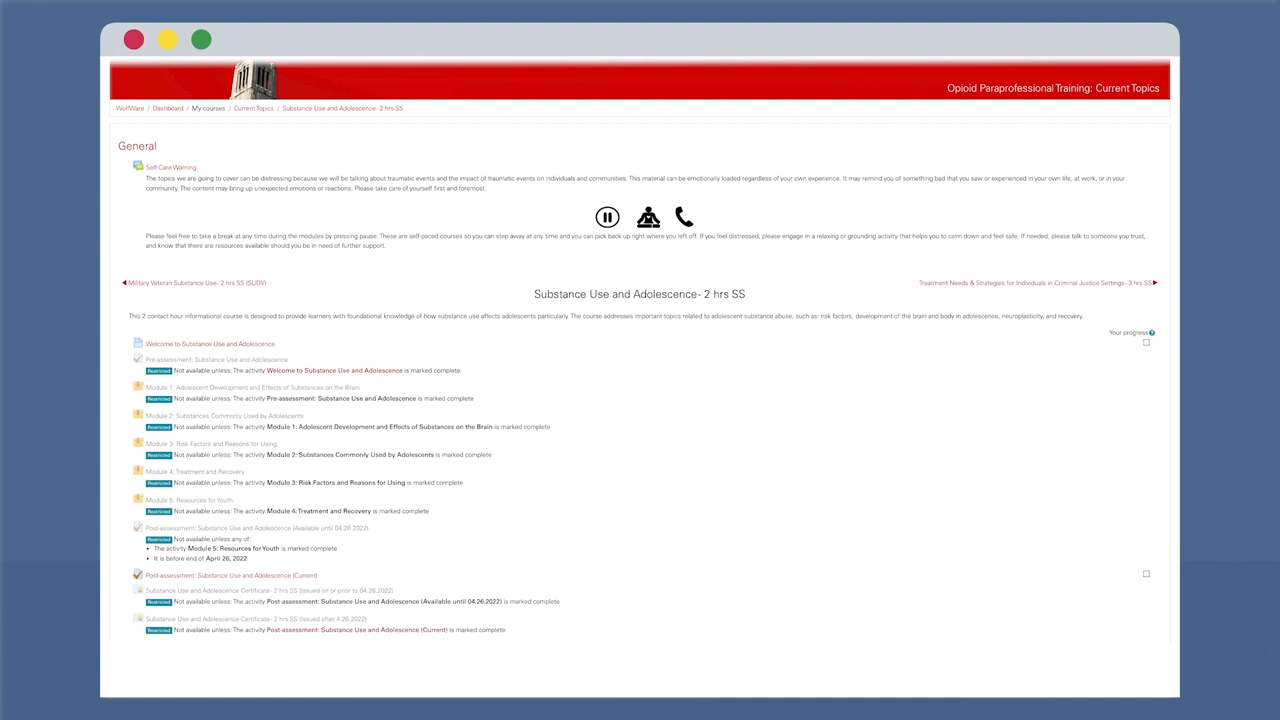 Opioid Paraprofessional Training: Current Topics
WolfWare / Dashboard / My courses / Current Topics / Substance Use and Adolescence- 2 hrs SS
General
Self-Care Warning
The topics we are going to cover can be distressing because we will be talking about traumatic events and the impact of traumatic events on individuals and communities. This material can be emotionally loaded regardless of your own experience. It may remind you of something bad that you saw or experienced in your own life, at work, or in your
community. The content may bring up unexpected emotions or reactions. Please take care of yourself first and foremost.
Please feel free to take a break at any time during the modules by pressing pause. These are self-paced courses so you can step away at any time and you can pick back up right where you left off. If you feel distressed, please engage in a relaxing or grounding activity that helps you to calm down and feel safe. If needed, please talk to someone you trust,
and know that there are resources available should you be in need of further support.
Military Veteran Substance Use- 2 hrs SS (SUDV)
Treatment Needs & Strategies for Individuals in Criminal Justice Settings- 3 hrs SS
Substance Use and Adolescence- 2 hrs SS
This 2 contact hour informational course is designed to provide learners with foundational knowledge of how substance use affects adolescents particularly. The course addresses important topics related to adolescent substance abuse, such as: risk factors, development of the brain and body in adolescence, neuroplasticity, and recovery.
Your progress
Welcome to Substance Use and Adolescence
Pre-assessment: Substance Use and Adolescence
Restricted Not available unless: The activity Welcome to Substance Use and Adolescence is marked complete
Module 1: Adolescent Development and Effects of Substances on the Brain
Restricted Not available unless: The activity Pre-assessment: Substance Use and Adolescence is marked complete
Module 2: Substances Commonly Used by Adolescents
Restricted Not available unless: The activity Module 1: Adolescent Development and Effects of Substances on the Brain is marked complete
Module 3: Risk Factors and Reasons for Using
Restricted Not available unless: The activity Module 2: Substances Commonly Used by Adolescents is marked complete
Module 4: Treatment and Recovery
Restricted Not available unless: The activity Module 3: Risk Factors and Reasons for Using is marked complete
Module 5: Resources for Youth
Restricted Not available unless: The activity Module 4: Treatment and Recovery is marked complete
Post-assessment: Substance Use and Adolescence (Available until 04.26.2022)
Restricted Not available unless any of:
• The activity Module 5: Resources for Youth is marked complete
• It is before end of April 26, 2022
Post-assessment: Substance Use and Adolescence (Current)
Substance Use and Adolescence Certificate- 2 hrs SS (Issued on or prior to 04.26.2022)
Restricted Not available unless: The activity Post-assessment: Substance Use and Adolescence (Available until 04.26.2022) is marked complete
Substance Use and Adolescence Certificate- 2 hrs SS (Issued after 4.26.2022)
Restricted Not available unless: The activity Post-assessment: Substance Use and Adolescence (Current) is marked complete